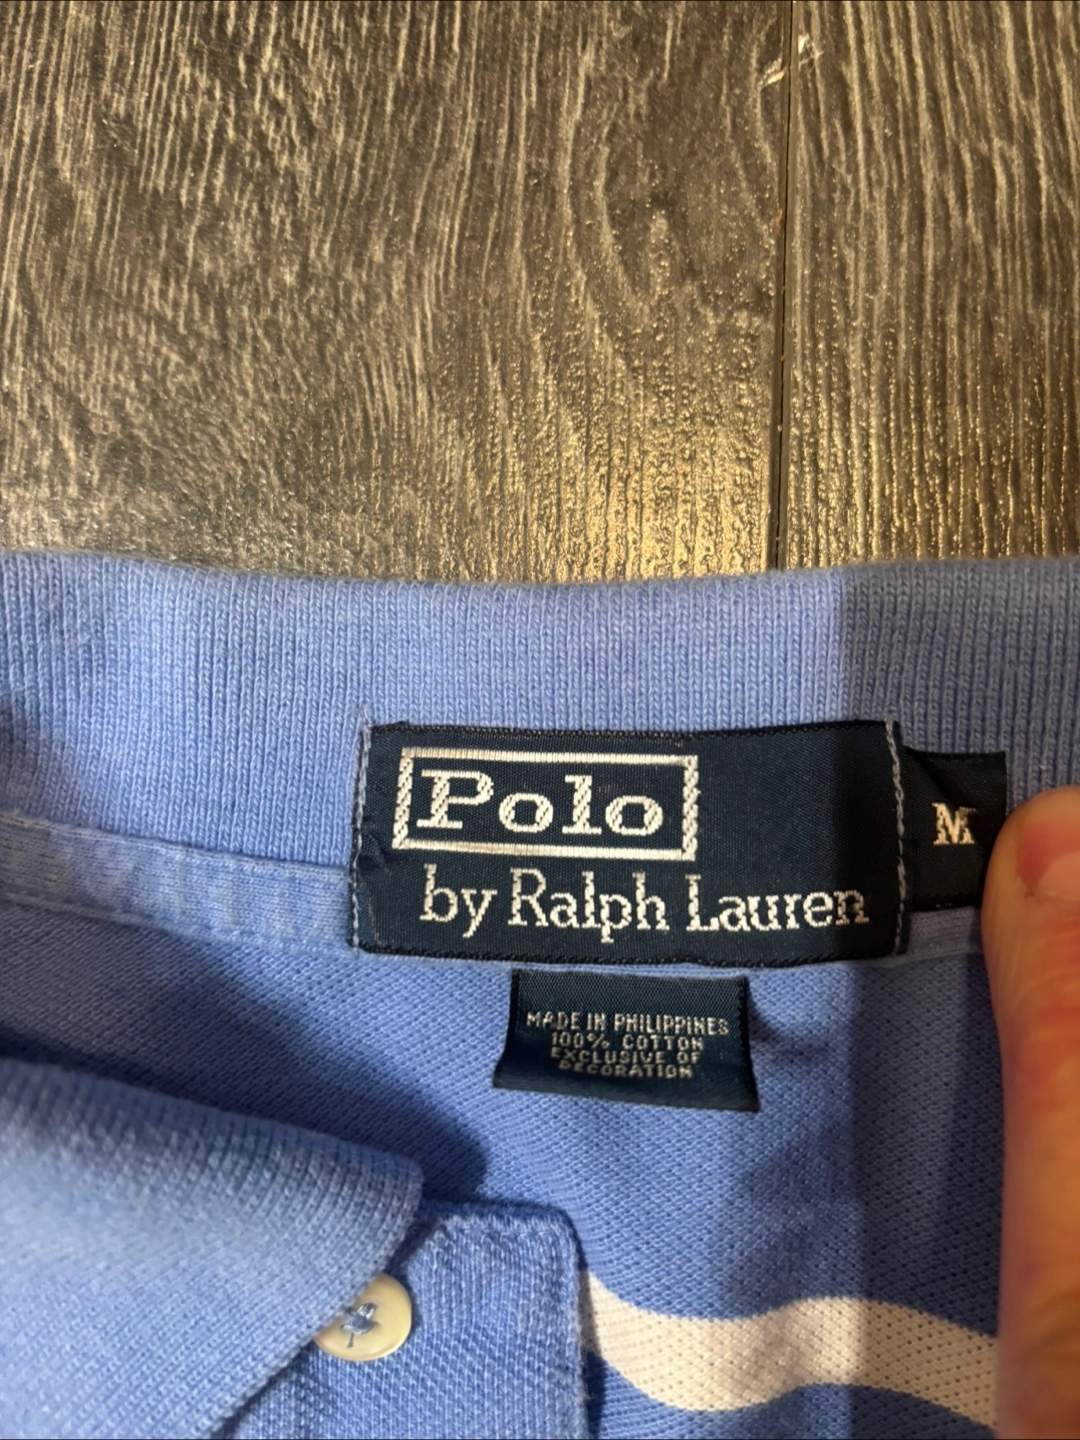 Polo
by Ralph Lauren
M
MADE IN PHILIPPINES
100% COTTON
EXCLUSIVE OF
DECORATION